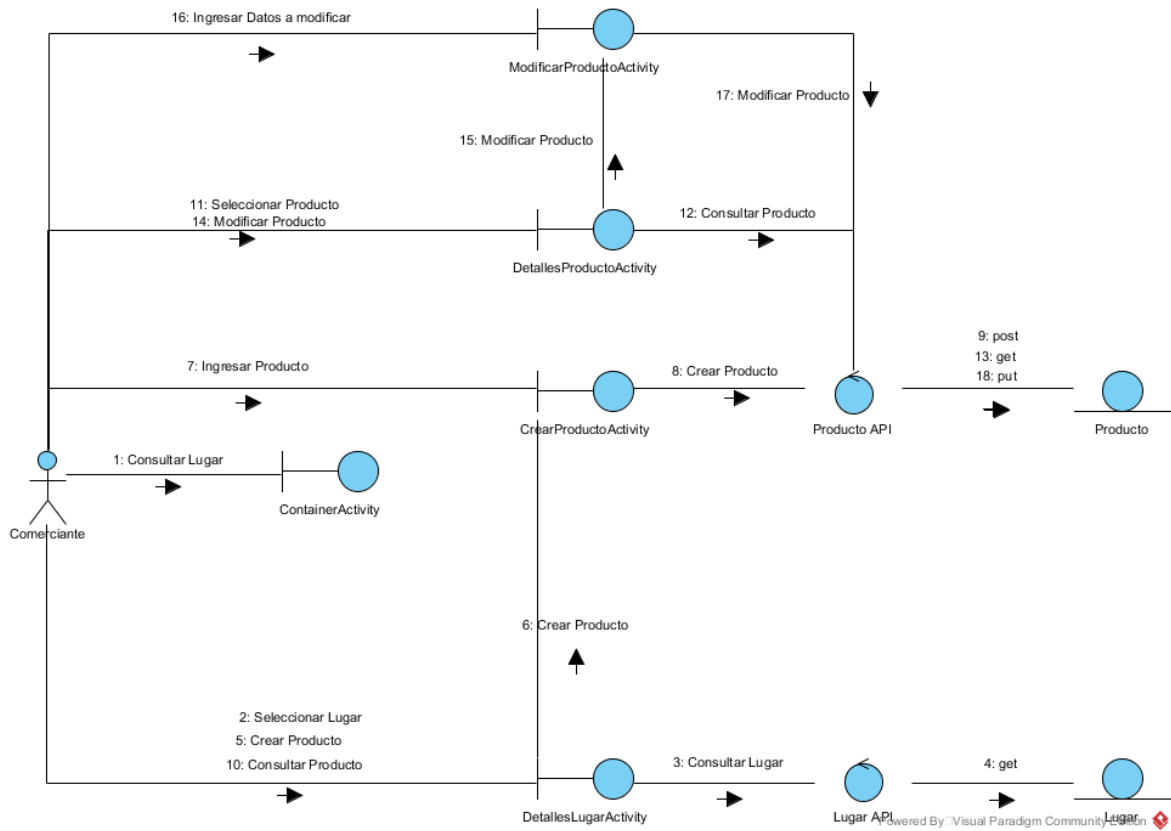 16: Ingresar Datos a modificar
ModificarProductoActivity
17: Modificar Producto
15: Modificar Producto
11: Seleccionar Producto
14: Modificar Producto
12: Consultar Producto
DetallesProductoActivity
9: post
13: get
18: put
7: Ingresar Producto
8: Crear Producto
CrearProductoActivity
Producto API
Producto
1: Consultar Lugar
ContainerActivity
Comerciante
6: Crear Producto
2: Seleccionar Lugar
5: Crear Producto
10: Consultar Producto
3: Consultar Lugar
4: get
DetallesLugarActivity
Lugar API
Lugar
Powered By Visual Paradigm Community Edition